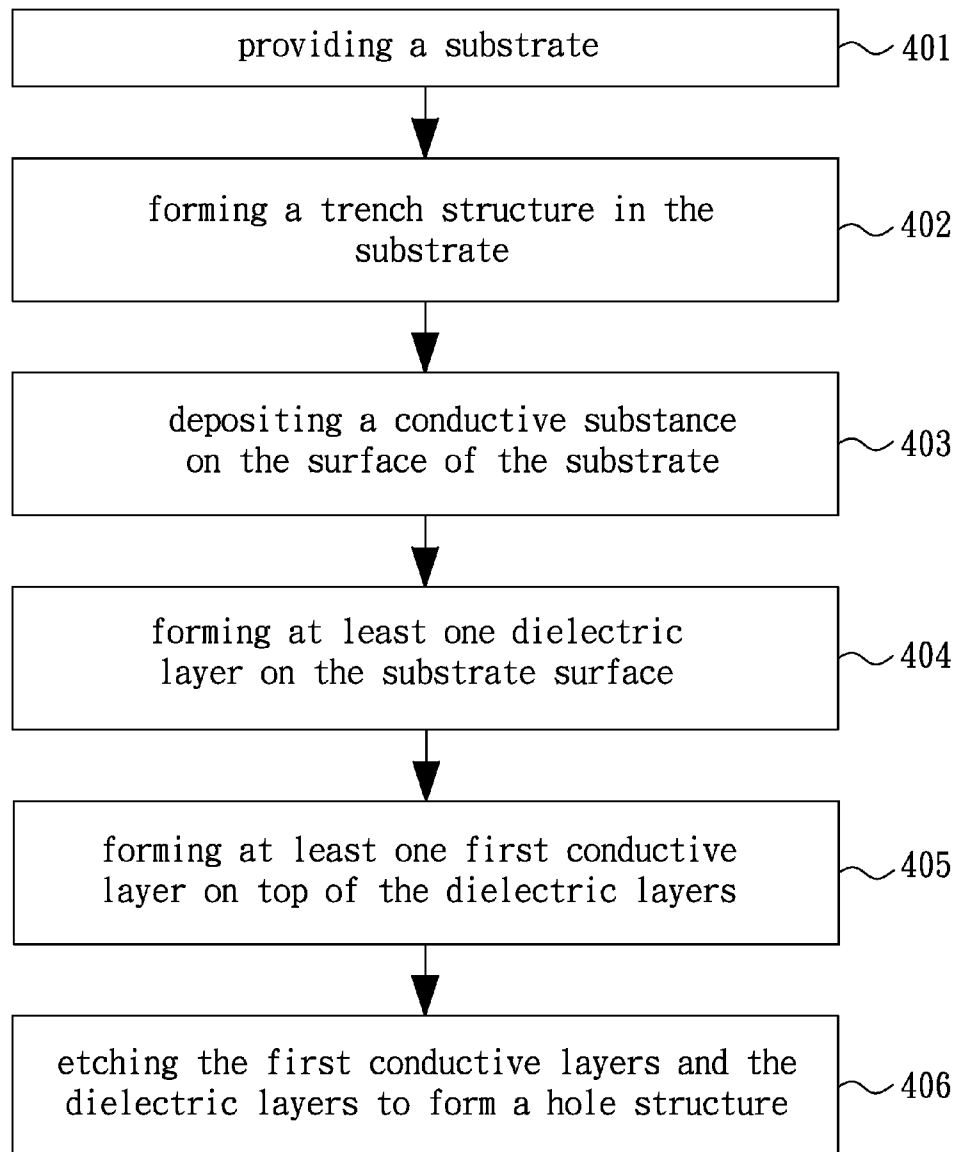 providing a substrate
401
forming a trench structure in the
substrate
402
depositing a conductive substance
on the surface of the substrate
403
forming at least one dielectric
layer on the substrate surface
404
forming at least one first conductive
layer on top of the dielectric layers
405
etching the first conductive layers and the
dielectric layers to form a hole structure
406